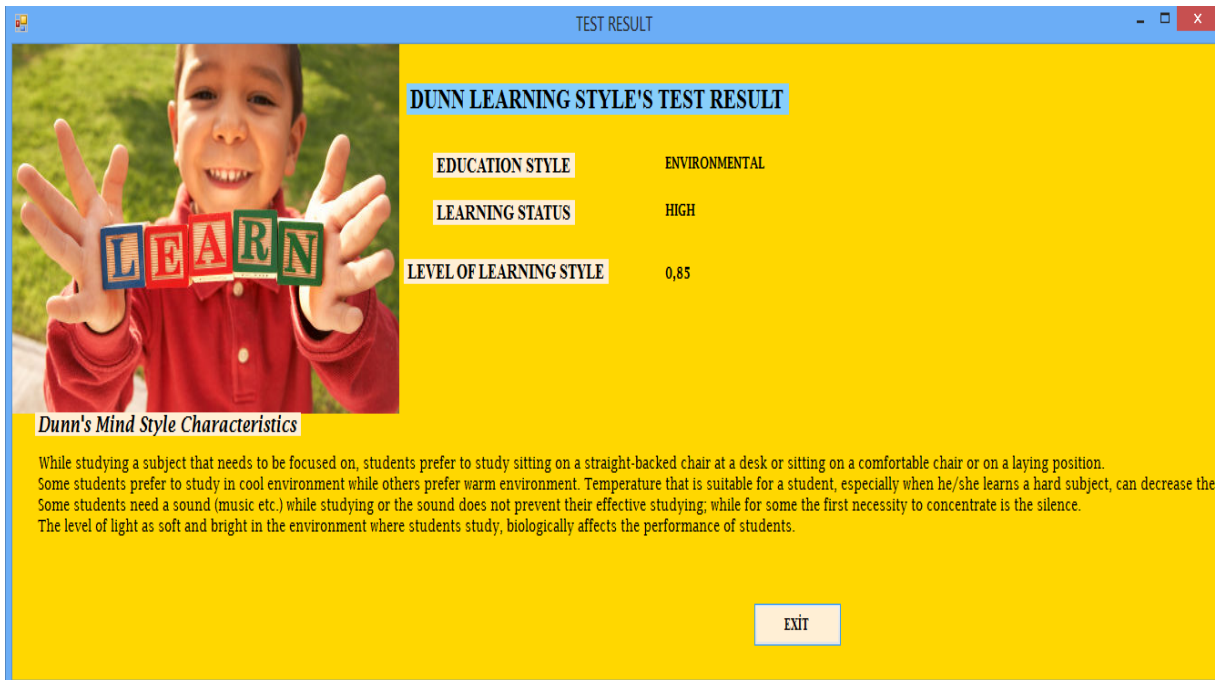 TEST RESULT
X
LEARN
DUNN LEARNING STYLE'S TEST RESULT
EDUCATION STYLE ENVIRONMENTAL
LEARNING STATUS HIGH
LEVEL OF LEARNING STYLE 0,85
Dunn's Mind Style Characteristics
While studying a subject that needs to be focused on, students prefer to study sitting on a straight-backed chair at a desk or sitting on a comfortable chair or on a laying position.
Some students prefer to study in cool environment while others prefer warm environment. Temperature that is suitable for a student, especially when he/she learns a hard subject, can decrease the
Some students need a sound (music etc.) while studying or the sound does not prevent their effective studying; while for some the first necessity to concentrate is the silence.
The level of light as soft and bright in the environment where students study, biologically affects the performance of students.
EXİT